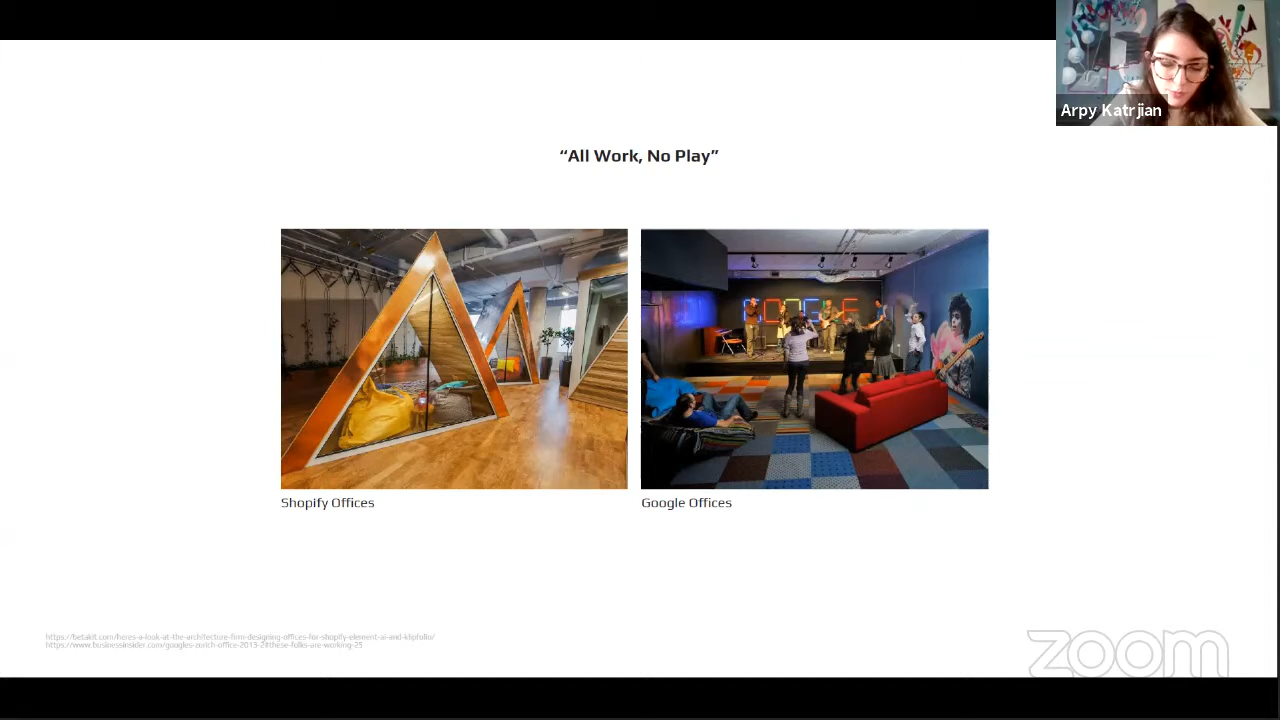 Arpy Katrjian
“All Work, No Play”
GOOGLE
Shopify Offices
Google Offices
https://betakit.com/heres-a-look-at-the-architecture-firm-designing-offices-for-shopify-element-ai-and-klipfolio/
https://www.businessinsider.com/googles-zurich-office-2013-2#these-folks-are-working-25
zoom